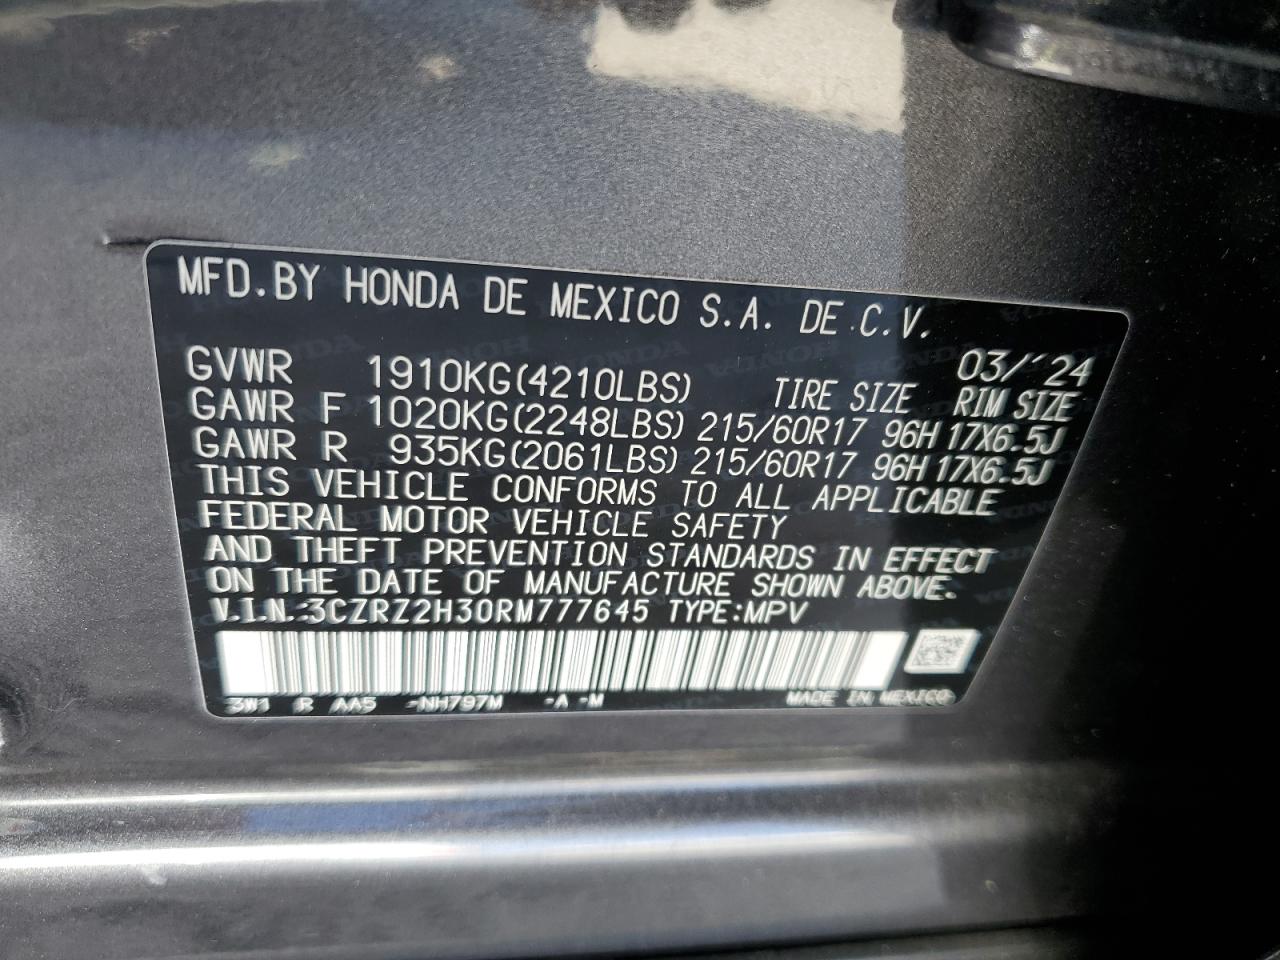 MFD.BY HONDA DE MEXICO S.A. DE C.V.
03/"24
GVWR 1910KG(4210LBS) TIRE SIZE RIM SIZE
GAWR F 1020KG(2248LBS) 215/60R17 96H 17X6.5J
GAWR R 935KG(2061LBS) 215/60R17 96H 17X6.5J
THIS VEHICLE CONFORMS TO ALL APPLICABLE
FEDERAL MOTOR VEHICLE SAFETY
AND THEFT PREVENTION STANDARDS IN EFFECT
ON THE DATE OF MANUFACTURE SHOWN ABOVE.
V.I.N.:3CZRZ2H30RM777645 TYPE:MPV
3W1 R AA5 -NH797M -A -M MADE IN MEXICO